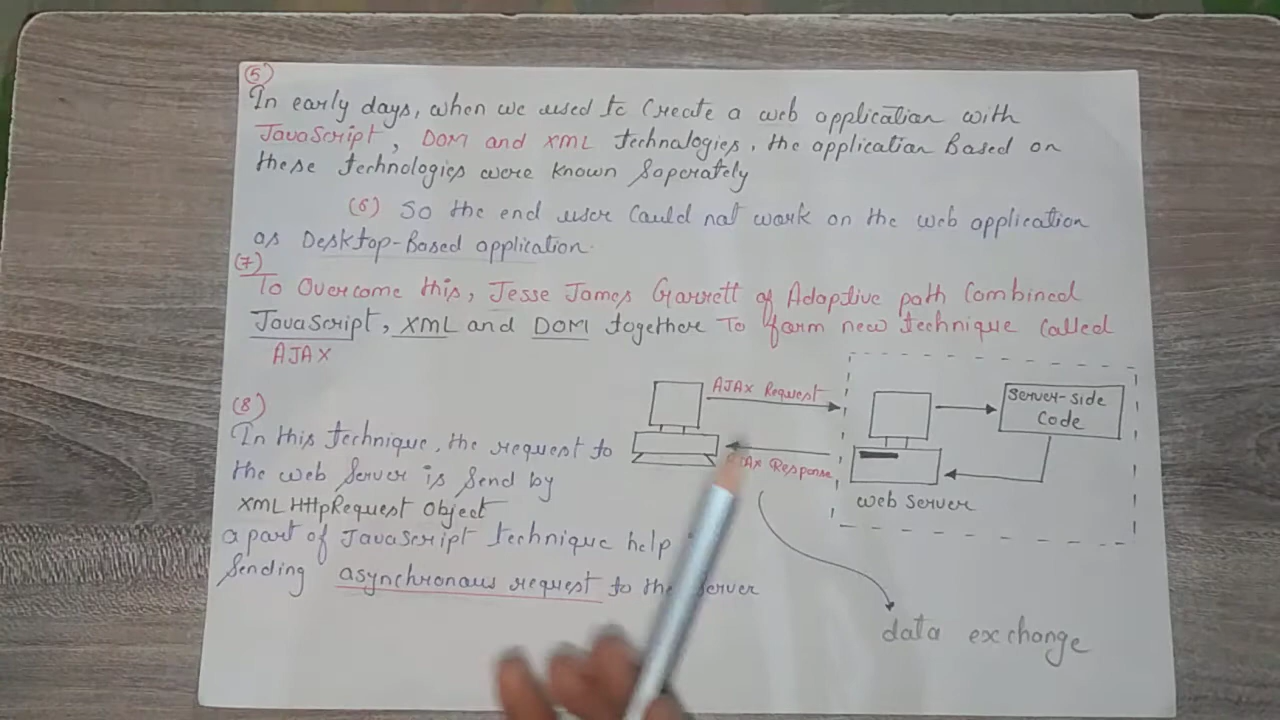 (5)
In early days, when we used to Create a web application with
JavaScript, DOM and XML technologies, the application Based on
these technologies were known Saperately
(6) So the end user Could not work on the web application
as Desktop-Based application.
(7)
To Overcome this, Jesse James Garrett of Adaptive path Combined
JavaScript, XML and DOM together To form new technique Called
AJAX
(8)
In this technique, the request to
the web Server is Send by
XML HttpRequest Object
a part of JavaScript technique help
Sending asynchronous request to the server
AJAX Request
AJAX Response
web server
Server-side
Code
data exchange